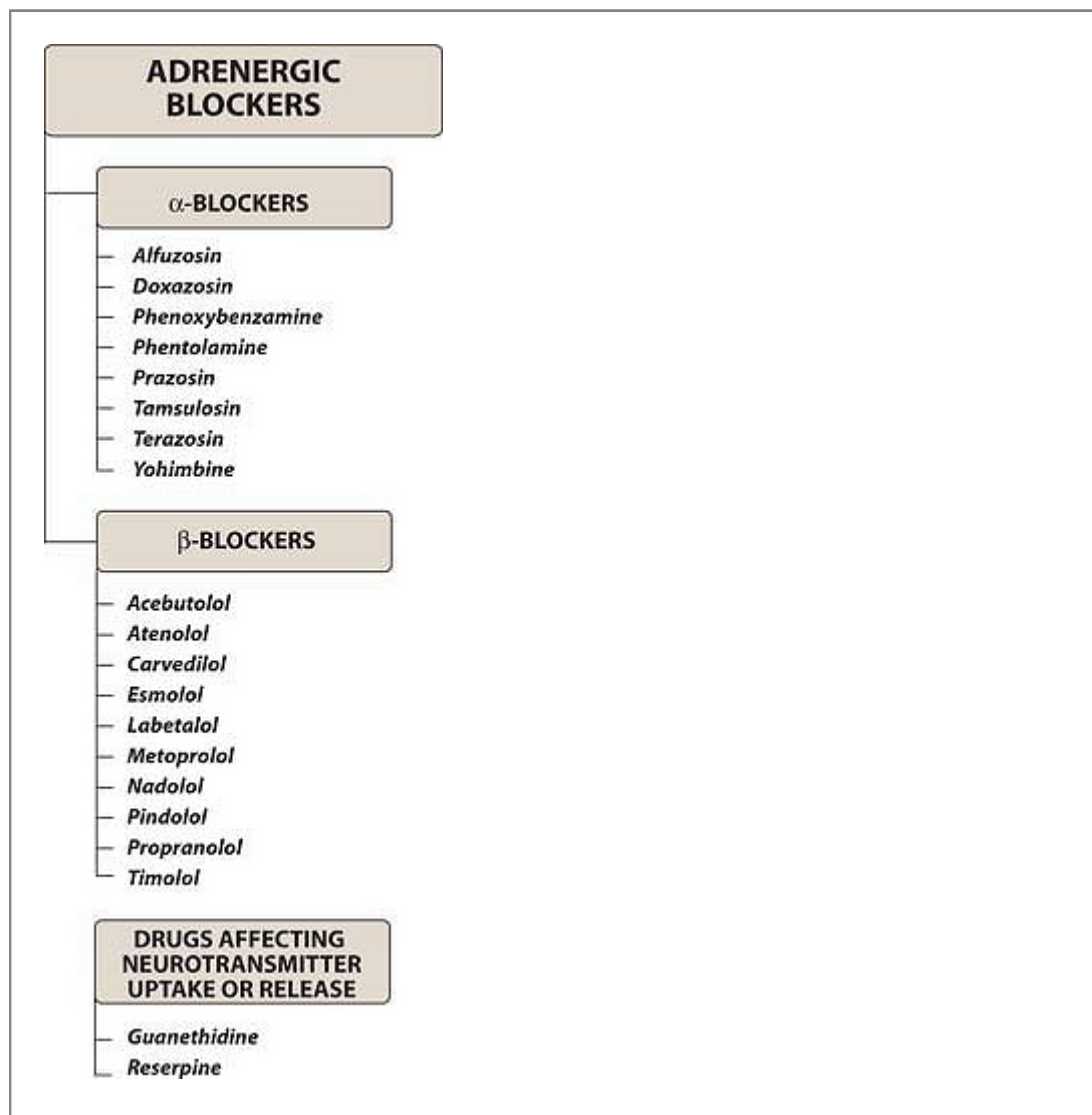 ADRENERGIC
BLOCKERS
α-BLOCKERS
Alfuzosin
Doxazosin
Phenoxybenzamine
Phentolamine
Prazosin
Tamsulosin
Terazosin
Yohimbine
β-BLOCKERS
Acebutolol
Atenolol
Carvedilol
Esmolol
Labetalol
Metoprolol
Nadolol
Pindolol
Propranolol
Timolol
DRUGS AFFECTING
NEUROTRANSMITTER
UPTAKE OR RELEASE
Guanethidine
Reserpine